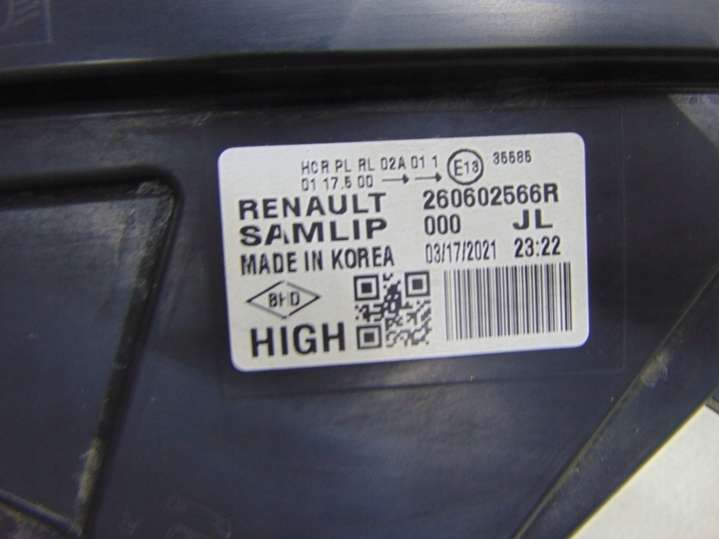 HCR PL RL 02A 01 1 E13 35585
01 17.5 00 → →
RENAULT 260602566R
SAMLIP 000 JL
MADE IN KOREA 03/17/2021 23:22
BHD
HIGH